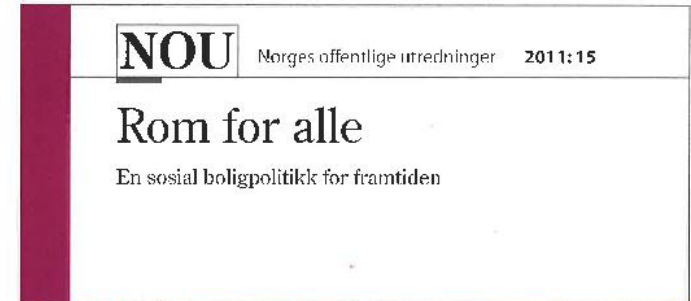 NOU Norges offentlige utredninger 2011: 15
Rom for alle
En sosial boligpolitikk for framtiden